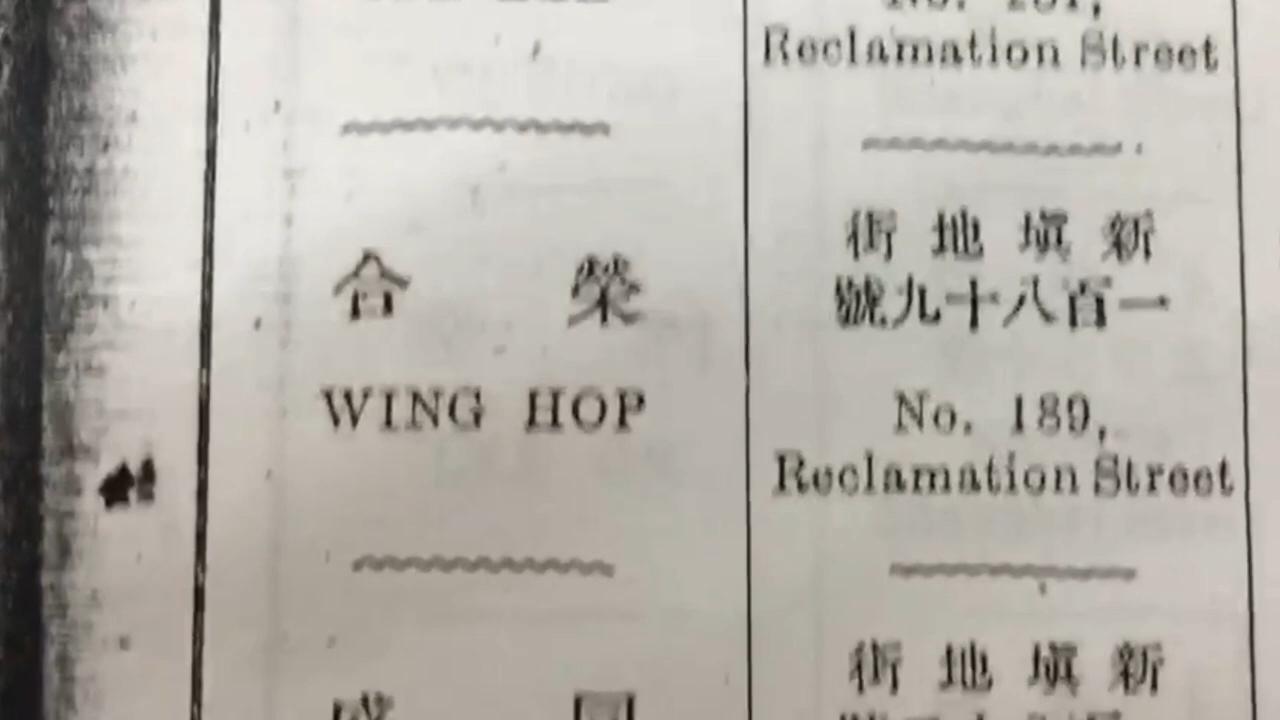 Reclamation Street
榮合
WING HOP
新塡地街
一百八十九號
No. 189,
Reclamation Street
新塡地街